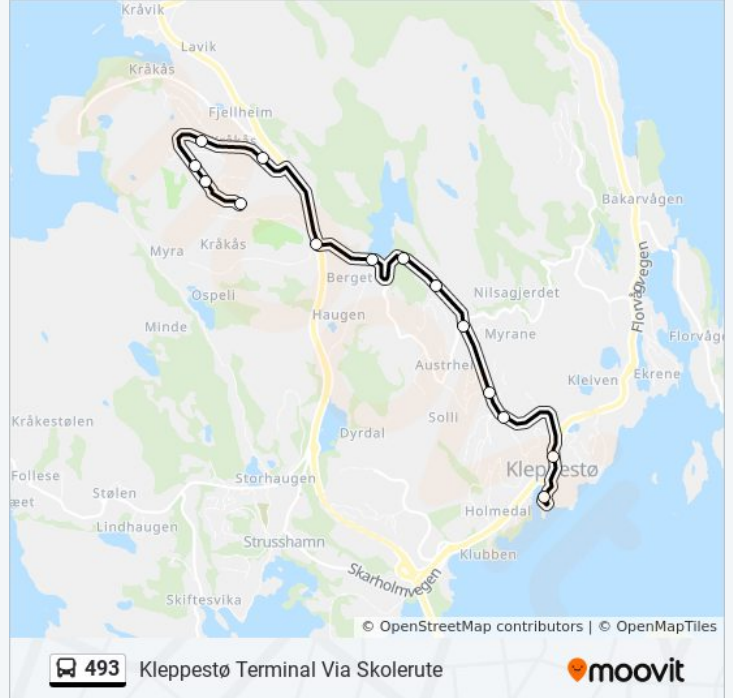 Kråvik
Lavik
Kråkås
Fjellheim
Kråkås
Bakarvågen
Myra
Kråkås
Berget
Florvågvegen
Ospeli
Nilsagjerdet
Minde
Haugen
Myrane
Florvåge
Austrhei
Kleiven
Ekrene
Kråkestølen
Solli
Dyrdal
Kleppestø
Follese
Storhaugen
Stølen
æet
Holmedal
Lindhaugen
Strusshamn
Klubben
Skarholmvegen
Skiftesvika
© OpenStreetMap contributors | © OpenMapTiles
493 Kleppestø Terminal Via Skolerute
moovit